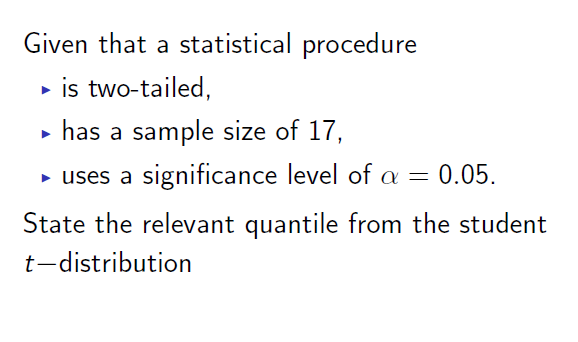 Given that a statistical procedure
▸ is two-tailed,
▸ has a sample size of 17,
▸ uses a significance level of α = 0.05.
State the relevant quantile from the student
t−distribution